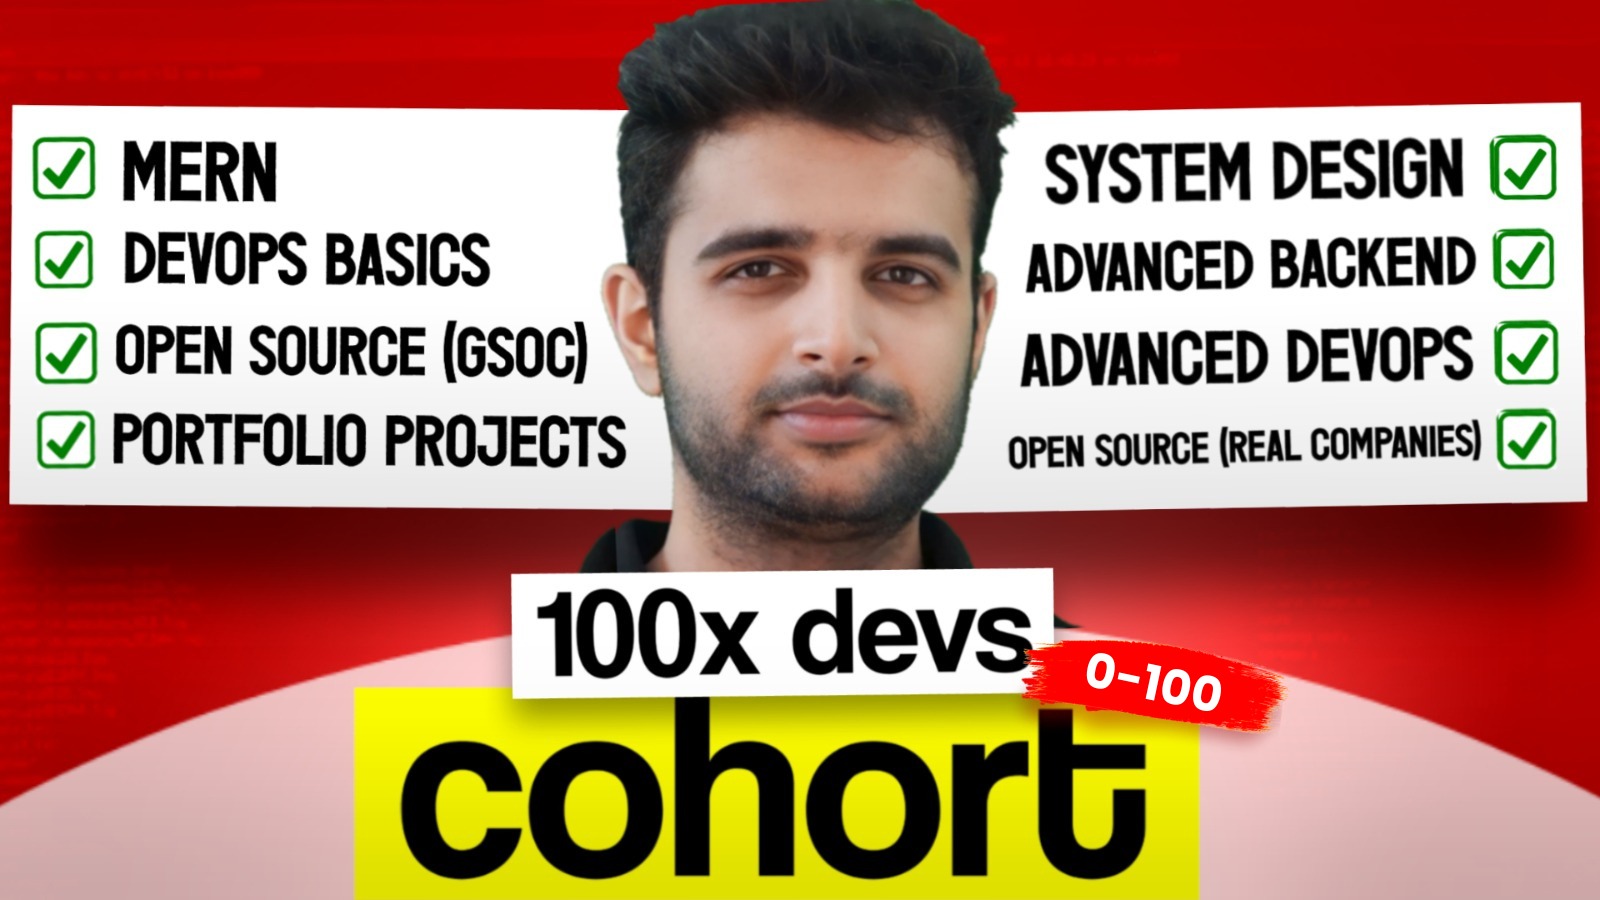 MERN
DEVOPS BASICS
OPEN SOURCE (GSOC)
PORTFOLIO PROJECTS
SYSTEM DESIGN
ADVANCED BACKEND
ADVANCED DEVOPS
OPEN SOURCE (REAL COMPANIES)
100x devs
0-100
cohort